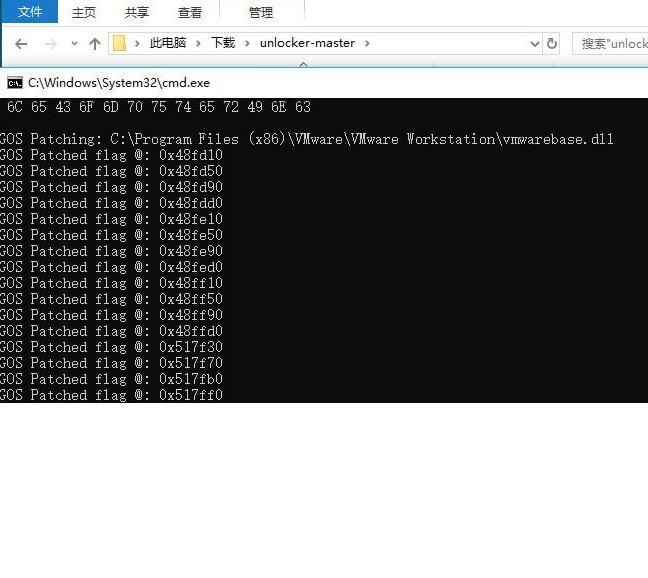 文件 主页 共享 查看 管理
此电脑 下载 unlocker-master 搜索"unlock
C:\Windows\System32\cmd.exe
6C 65 43 6F 6D 70 75 74 65 72 49 6E 63
GOS Patching: C:\Program Files (x86)\VMware\VMware Workstation\vmwarebase.dll
GOS Patched flag @: 0x48fd10
GOS Patched flag @: 0x48fd50
GOS Patched flag @: 0x48fd90
GOS Patched flag @: 0x48fdd0
GOS Patched flag @: 0x48fe10
GOS Patched flag @: 0x48fe50
GOS Patched flag @: 0x48fe90
GOS Patched flag @: 0x48fed0
GOS Patched flag @: 0x48ff10
GOS Patched flag @: 0x48ff50
GOS Patched flag @: 0x48ff90
GOS Patched flag @: 0x48ffd0
GOS Patched flag @: 0x517f30
GOS Patched flag @: 0x517f70
GOS Patched flag @: 0x517fb0
GOS Patched flag @: 0x517ff0